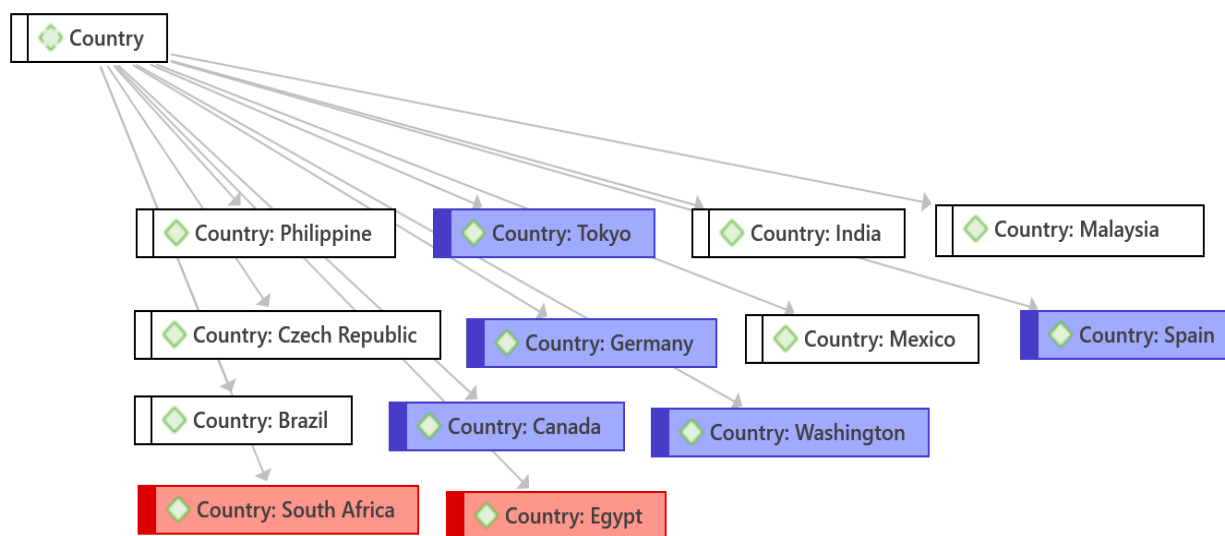 Country
Country: Philippine
Country: Tokyo
Country: India
Country: Malaysia
Country: Czech Republic
Country: Germany
Country: Mexico
Country: Spain
Country: Brazil
Country: Canada
Country: Washington
Country: South Africa
Country: Egypt